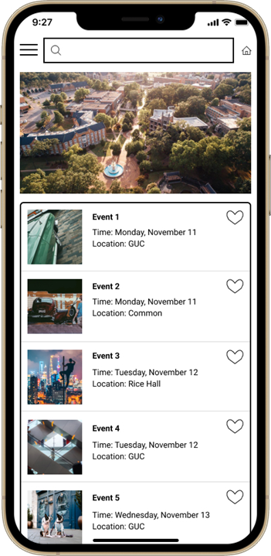 9:27
Event 1
Time: Monday, November 11
Location: GUC
Event 2
Time: Monday, November 11
Location: Common
Event 3
Time: Tuesday, November 12
Location: Rice Hall
Event 4
Time: Tuesday, November 12
Location: GUC
Event 5
Time: Wednesday, November 13
Location: GUC